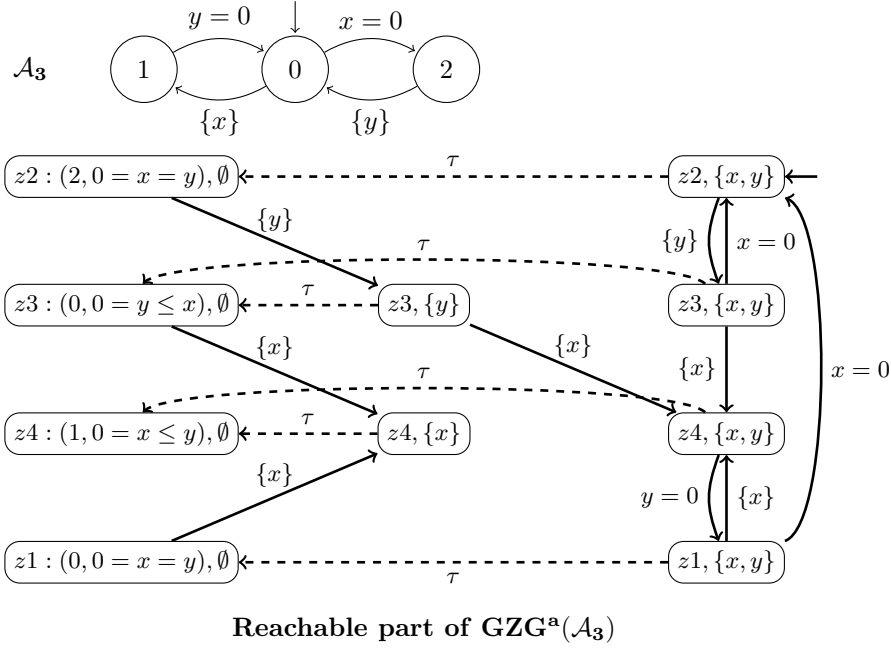 y = 0
x = 0
𝒜₃
1
0
2
{x}
{y}
z2 : (2, 0 = x = y), ∅
τ
z2, {x, y}
{y}
{y}
x = 0
τ
z3 : (0, 0 = y ≤ x), ∅
τ
z3, {y}
z3, {x, y}
{x}
{x}
{x}
x = 0
τ
z4 : (1, 0 = x ≤ y), ∅
τ
z4, {x}
z4, {x, y}
{x}
y = 0
{x}
z1 : (0, 0 = x = y), ∅
τ
z1, {x, y}
Reachable part of GZGᵃ(𝒜₃)